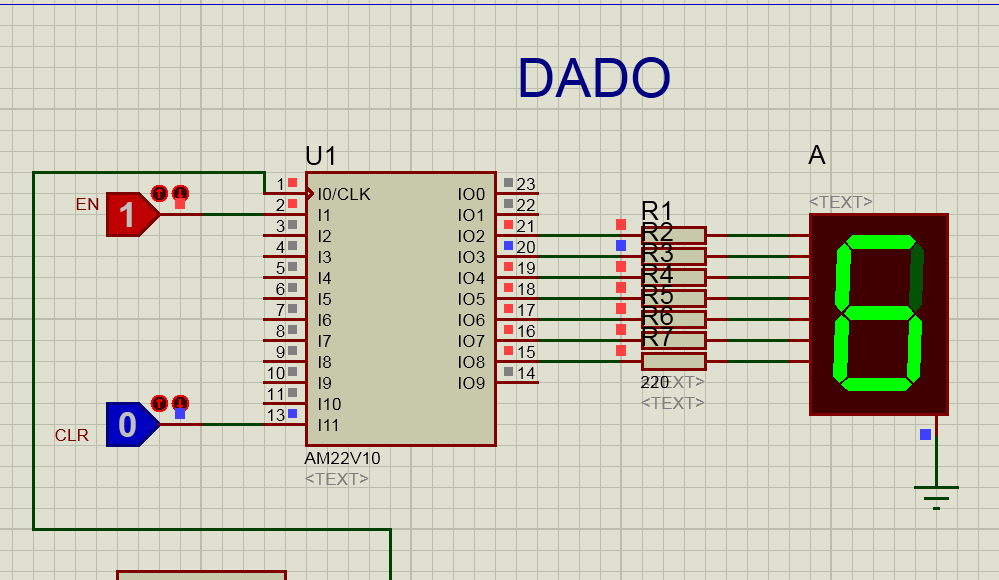 DADO
U1
A
EN
1
<TEXT>
1 I0/CLK IO0 23
2 I1 IO1 22
3 I2 IO2 21
4 I3 IO3 20
5 I4 IO4 19
6 I5 IO5 18
7 I6 IO6 17
8 I7 IO7 16
9 I8 IO8 15
10 I9 IO9 14
11 I10
13 I11
R1
R2
R3
R4
R5
R6
R7
220
<TEXT>
<TEXT>
6
CLR
0
AM22V10
<TEXT>